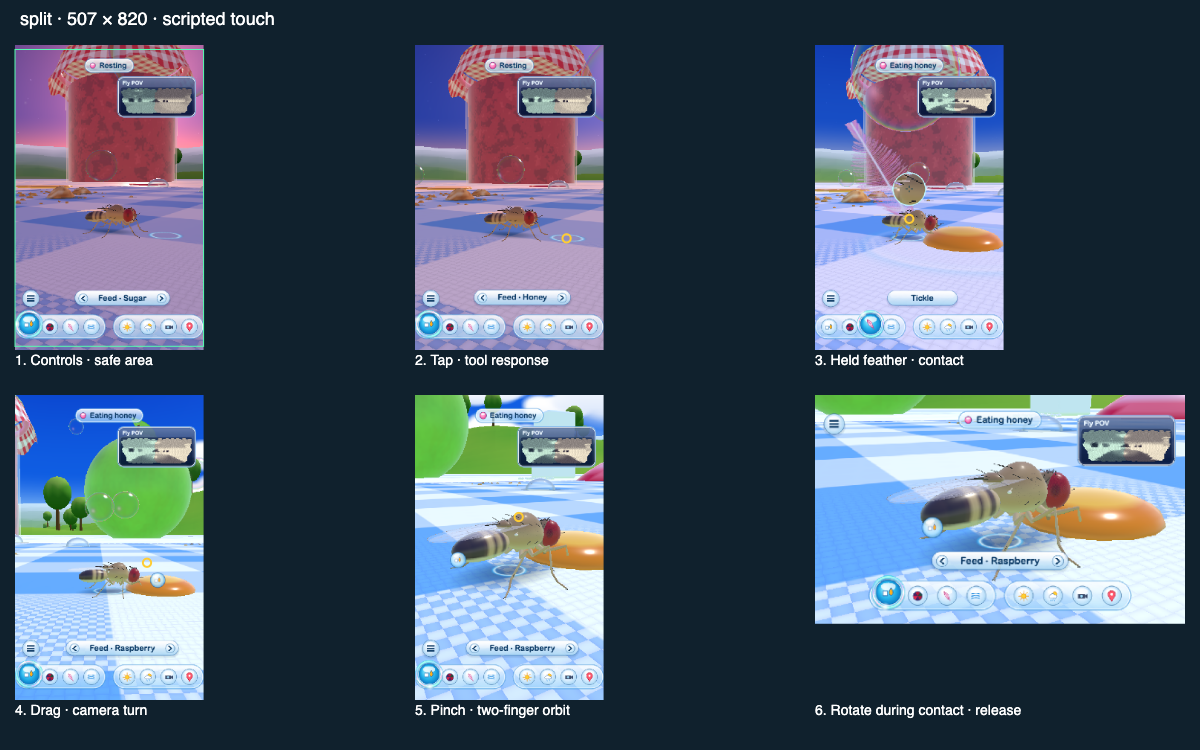 split · 507 × 820 · scripted touch
Resting
Fly POV
Feed · Sugar
1. Controls · safe area
Resting
Fly POV
Feed · Honey
2. Tap · tool response
Eating honey
Fly POV
Tickle
3. Held feather · contact
Eating honey
Fly POV
Feed · Raspberry
4. Drag · camera turn
Eating honey
Fly POV
Feed · Raspberry
5. Pinch · two-finger orbit
Eating honey
Fly POV
Feed · Raspberry
6. Rotate during contact · release